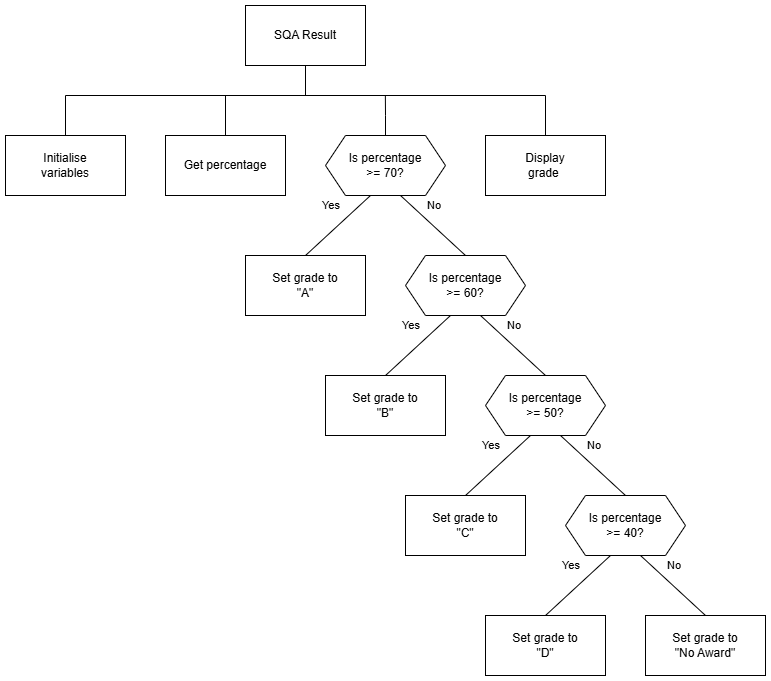 SQA Result
Initialise
variables
Get percentage
Is percentage
>= 70?
Display
grade
Yes
No
Set grade to
"A"
Is percentage
>= 60?
Yes
No
Set grade to
"B"
Is percentage
>= 50?
Yes
No
Set grade to
"C"
Is percentage
>= 40?
Yes
No
Set grade to
"D"
Set grade to
"No Award"